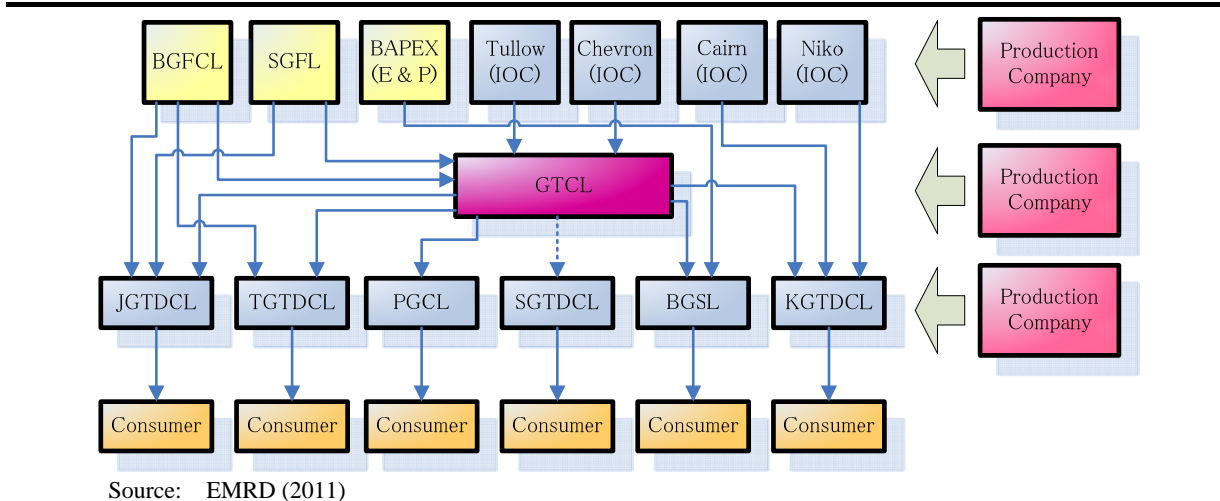 BGFCL
SGFL
BAPEX
(E & P)
Tullow
(IOC)
Chevron
(IOC)
Cairn
(IOC)
Niko
(IOC)
Production
Company
GTCL
Production
Company
JGTDCL
TGTDCL
PGCL
SGTDCL
BGSL
KGTDCL
Production
Company
Consumer
Consumer
Consumer
Consumer
Consumer
Consumer
Source: EMRD (2011)